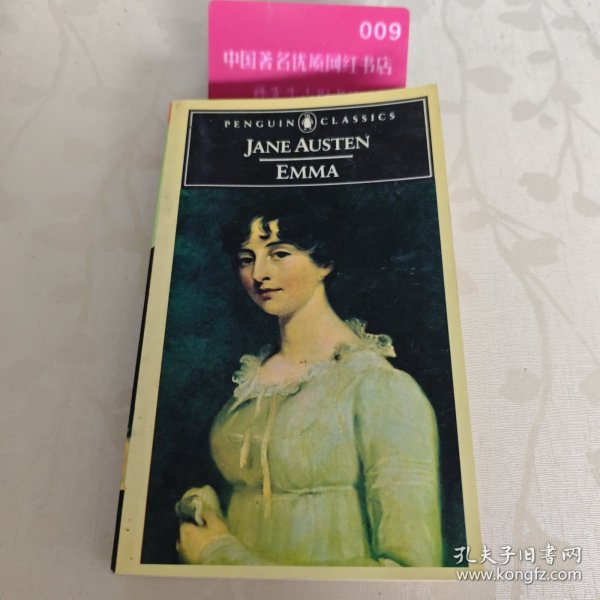 009
中国著名优质网红书店
PENGUIN CLASSICS
JANE AUSTEN
EMMA
孔夫子旧书网
www.kongfz.com